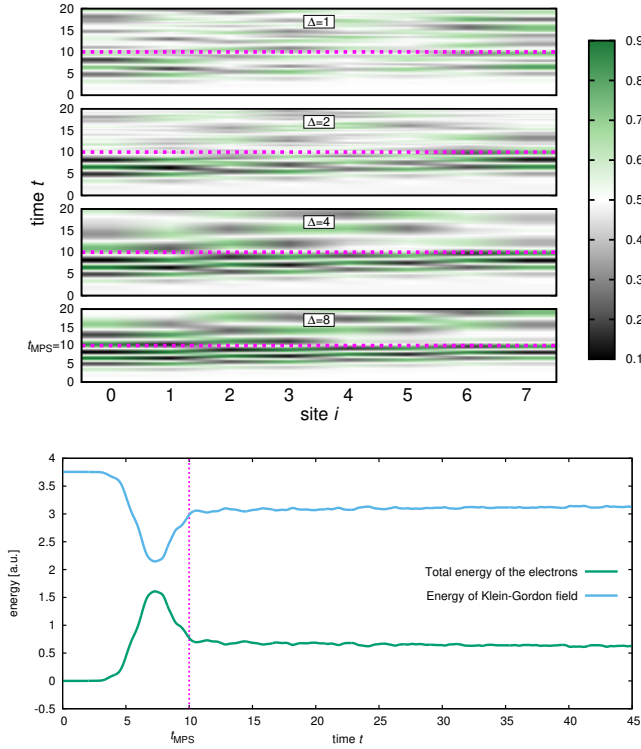 20
15
10
5
0
Δ=1
20
15
10
5
0
Δ=2
20
15
10
5
0
Δ=4
20
15
t_MPS=10
5
0
Δ=8
time t
0 1 2 3 4 5 6 7
site i
0.9
0.8
0.7
0.6
0.5
0.4
0.3
0.2
0.1
4
3.5
3
2.5
2
1.5
1
0.5
0
-0.5
energy [a.u.]
Total energy of the electrons
Energy of Klein-Gordon field
0 5 10 15 20 25 30 35 40 45
t_MPS
time t